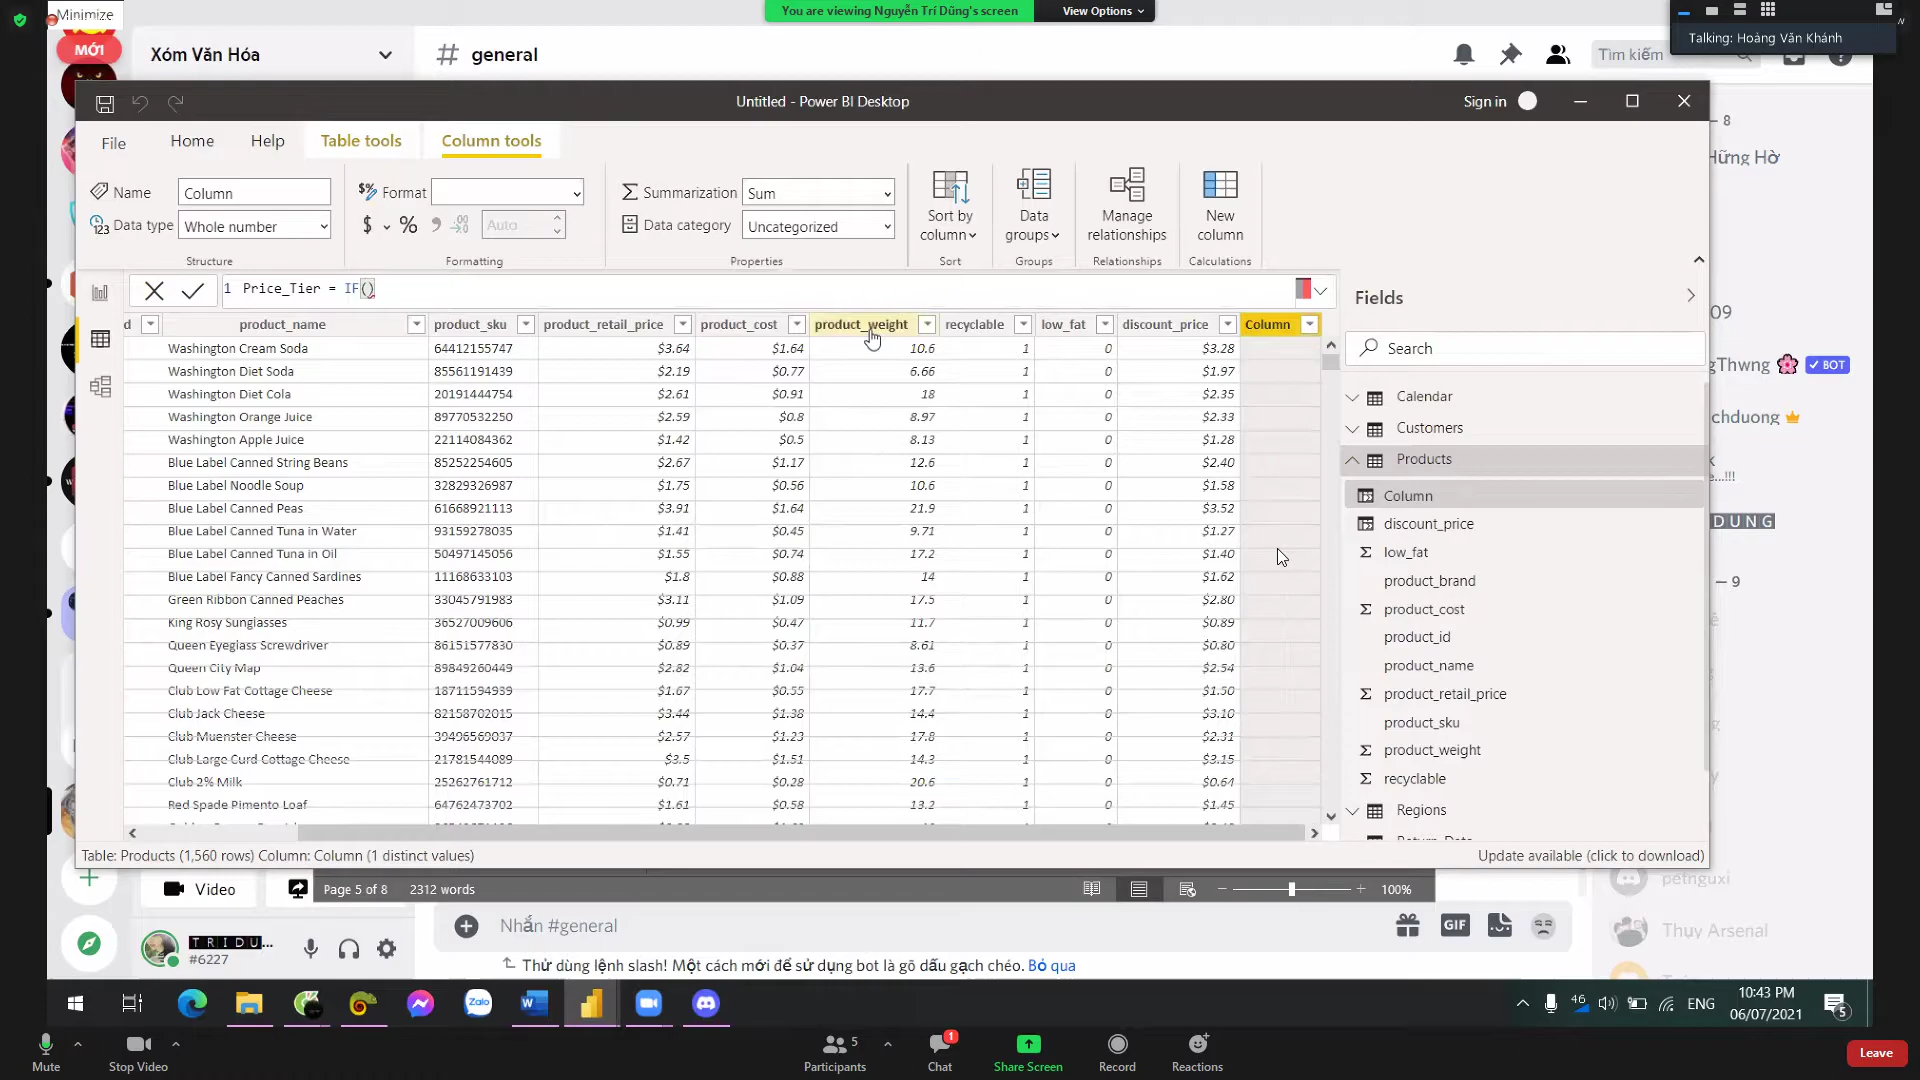 Minimize
You are viewing Nguyễn Trí Dũng's screen
View Options
Talking: Hoàng Văn Khánh
MỚI
Xóm Văn Hóa
# general
Tìm kiếm
Untitled - Power BI Desktop
Sign in
File
Home
Help
Table tools
Column tools
Name
Column
Data type
Whole number
Structure
Format
$ % 
Auto
Formatting
Summarization
Sum
Data category
Uncategorized
Properties
Sort by column
Sort
Data groups
Groups
Manage relationships
Relationships
New column
Calculations
1 Price_Tier = IF()
d product_name product_sku product_retail_price product_cost product_weight recyclable low_fat discount_price Column
Washington Cream Soda 64412155747 $3.64 $1.64 10.6 1 0 $3.28
Washington Diet Soda 85561191439 $2.19 $0.77 6.66 1 0 $1.97
Washington Diet Cola 20191444754 $2.61 $0.91 18 1 0 $2.35
Washington Orange Juice 89770532250 $2.59 $0.8 8.97 1 0 $2.33
Washington Apple Juice 22114084362 $1.42 $0.5 8.13 1 0 $1.28
Blue Label Canned String Beans 85252254605 $2.67 $1.17 12.6 1 0 $2.40
Blue Label Noodle Soup 32829326987 $1.75 $0.56 10.6 1 0 $1.58
Blue Label Canned Peas 61668921113 $3.91 $1.64 21.9 1 0 $3.52
Blue Label Canned Tuna in Water 93159278035 $1.41 $0.45 9.71 1 0 $1.27
Blue Label Canned Tuna in Oil 50497145056 $1.55 $0.74 17.2 1 0 $1.40
Blue Label Fancy Canned Sardines 11168633103 $1.8 $0.88 14 1 0 $1.62
Green Ribbon Canned Peaches 33045791983 $3.11 $1.09 17.5 1 0 $2.80
King Rosy Sunglasses 36527009606 $0.99 $0.47 11.7 1 0 $0.89
Queen Eyeglass Screwdriver 86151577830 $0.89 $0.37 8.61 1 0 $0.80
Queen City Map 89849260449 $2.82 $1.04 13.6 1 0 $2.54
Club Low Fat Cottage Cheese 18711594939 $1.67 $0.55 17.7 1 0 $1.50
Club Jack Cheese 82158702015 $3.44 $1.38 14.4 1 0 $3.10
Club Muenster Cheese 39496569037 $2.57 $1.23 17.8 1 0 $2.31
Club Large Curd Cottage Cheese 21781544089 $3.5 $1.51 14.3 1 0 $3.15
Club 2% Milk 25262761712 $0.71 $0.28 20.6 1 0 $0.64
Red Spade Pimento Loaf 64762473702 $1.61 $0.58 13.2 1 0 $1.45
Fields
Search
Calendar
Customers
Products
Column
discount_price
low_fat
product_brand
product_cost
product_id
product_name
product_retail_price
product_sku
product_weight
recyclable
Regions
Table: Products (1,560 rows) Column: Column (1 distinct values)
Update available (click to download)
– 8
Hững Hờ
09
gThwng
BOT
chduong
...!!!
D U N G
– 9
petnguxi
Thụy Arsenal
Video
Page 5 of 8
2312 words
100%
T R I D U...
#6227
Nhắn #general
GIF
Thử dùng lệnh slash! Một cách mới để sử dụng bot là gõ dấu gạch chéo. Bỏ qua
Zalo
46
ENG
10:43 PM
06/07/2021
5
Mute
Stop Video
5
Participants
1
Chat
Share Screen
Record
Reactions
Leave